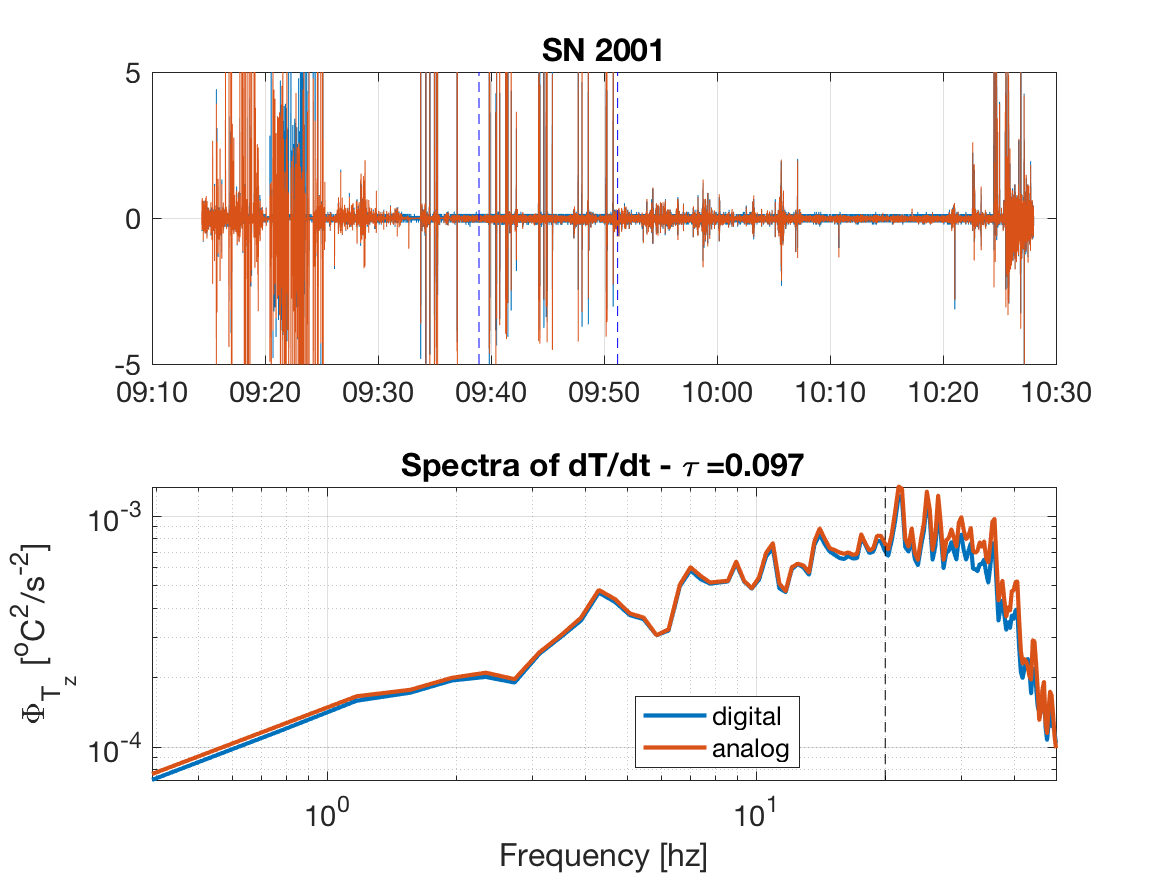 SN 2001
5
0
-5
09:10 09:20 09:30 09:40 09:50 10:00 10:10 10:20 10:30
Spectra of dT/dt - τ =0.097
Φ_{T_z} [°C²/s⁻²]
10⁻³
10⁻⁴
digital
analog
10⁰ 10¹
Frequency [hz]